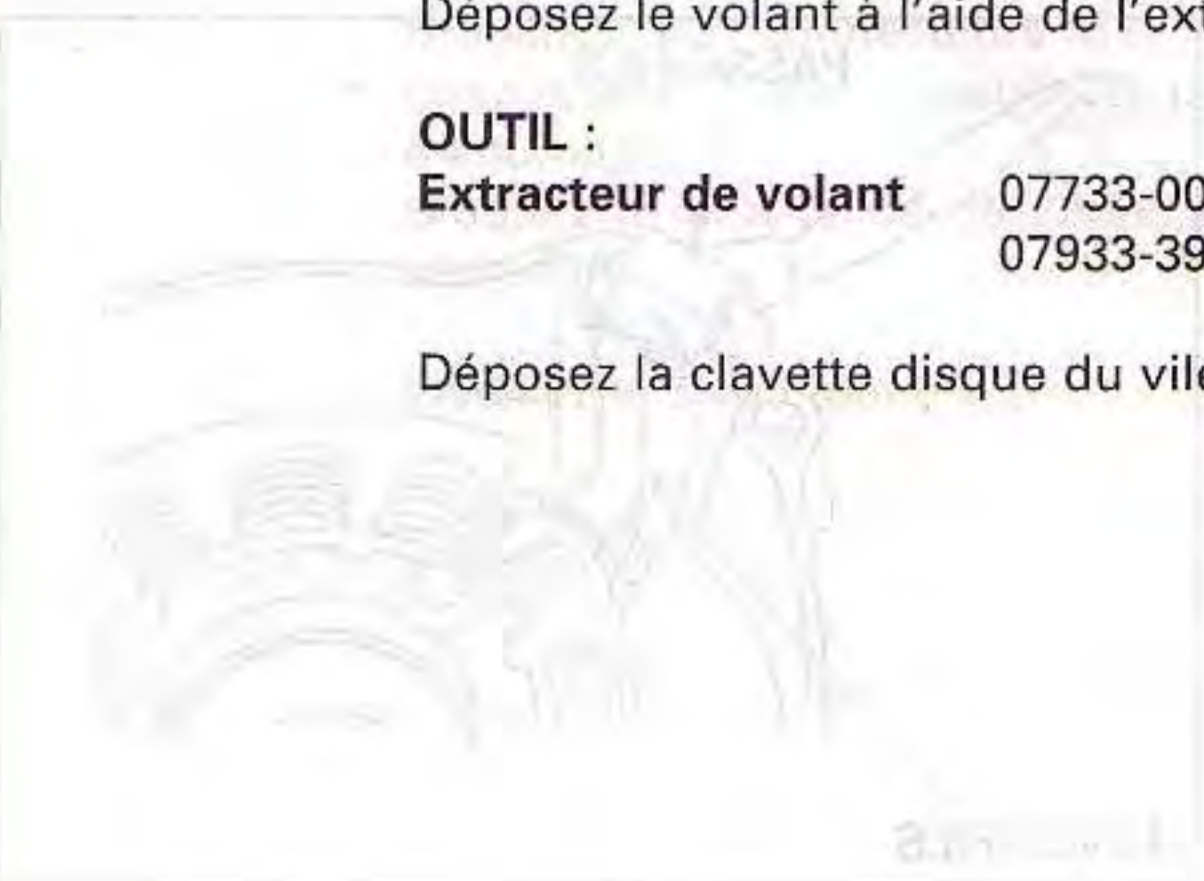 Déposez le volant à l'aide de l'ext
OUTIL :
Extracteur de volant 07733-00
07933-39
Déposez la clavette disque du vil